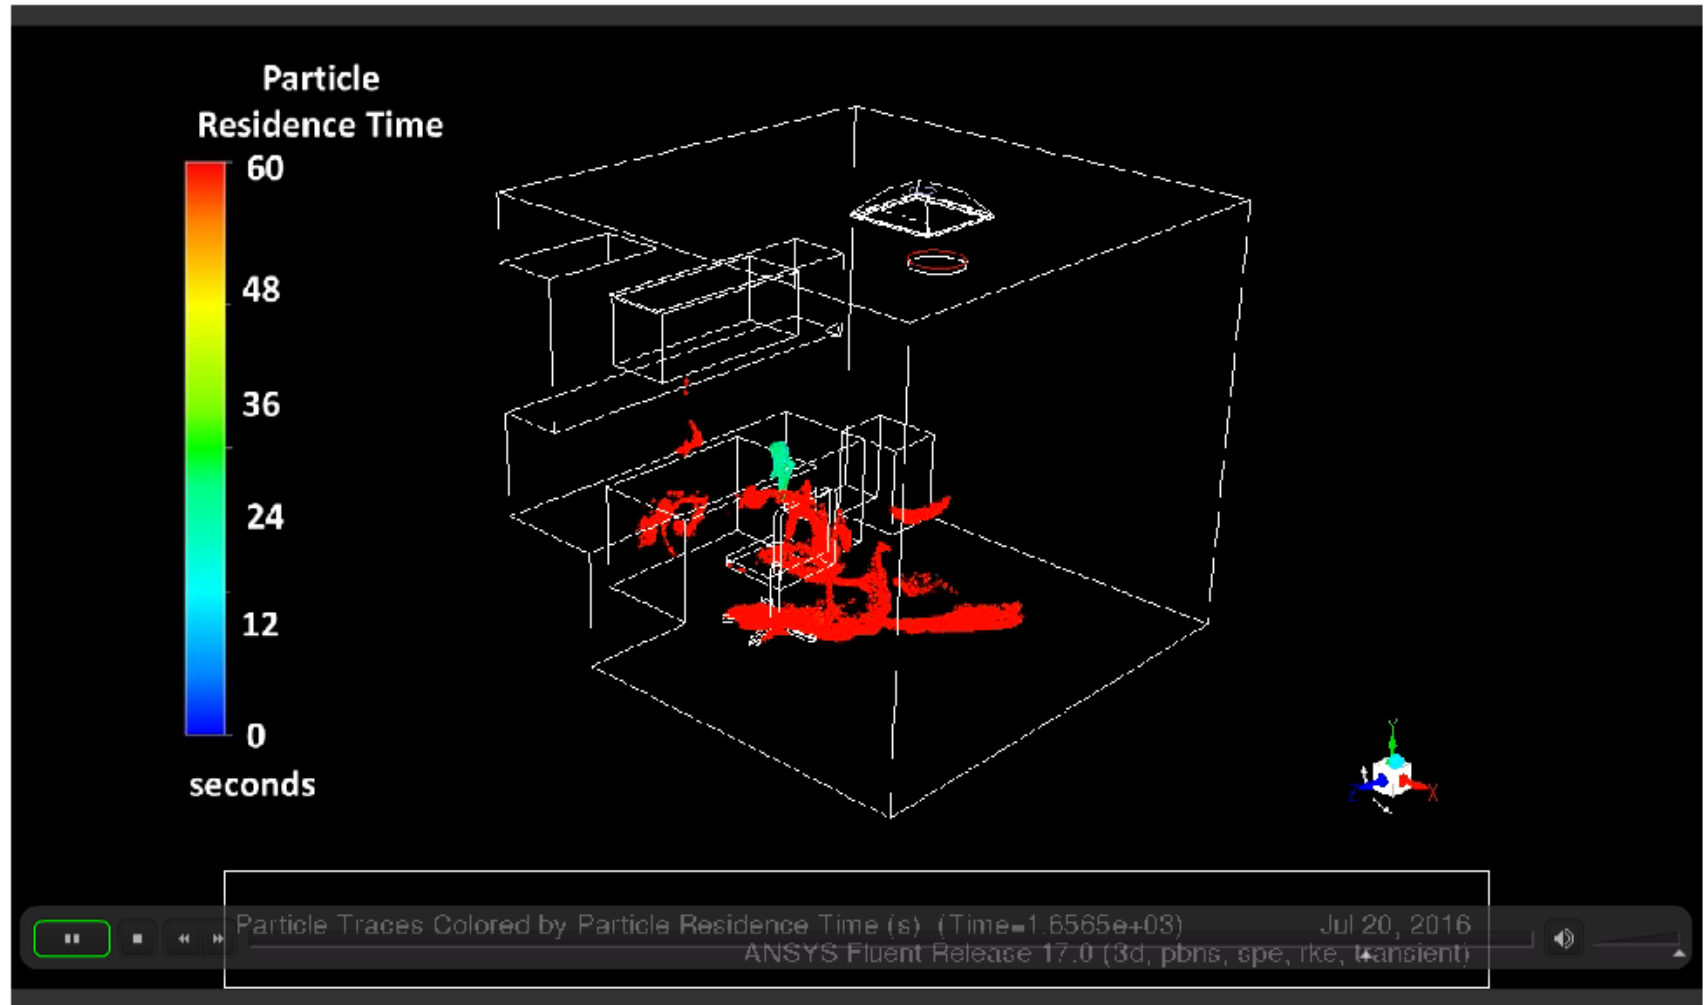 Particle
Residence Time
60
48
36
24
12
0
seconds
Y
Z
X
Particle Traces Colored by Particle Residence Time (s) (Time=1.6565e+03)
Jul 20, 2016
ANSYS Fluent Release 17.0 (3d, pbns, spe, rke, transient)